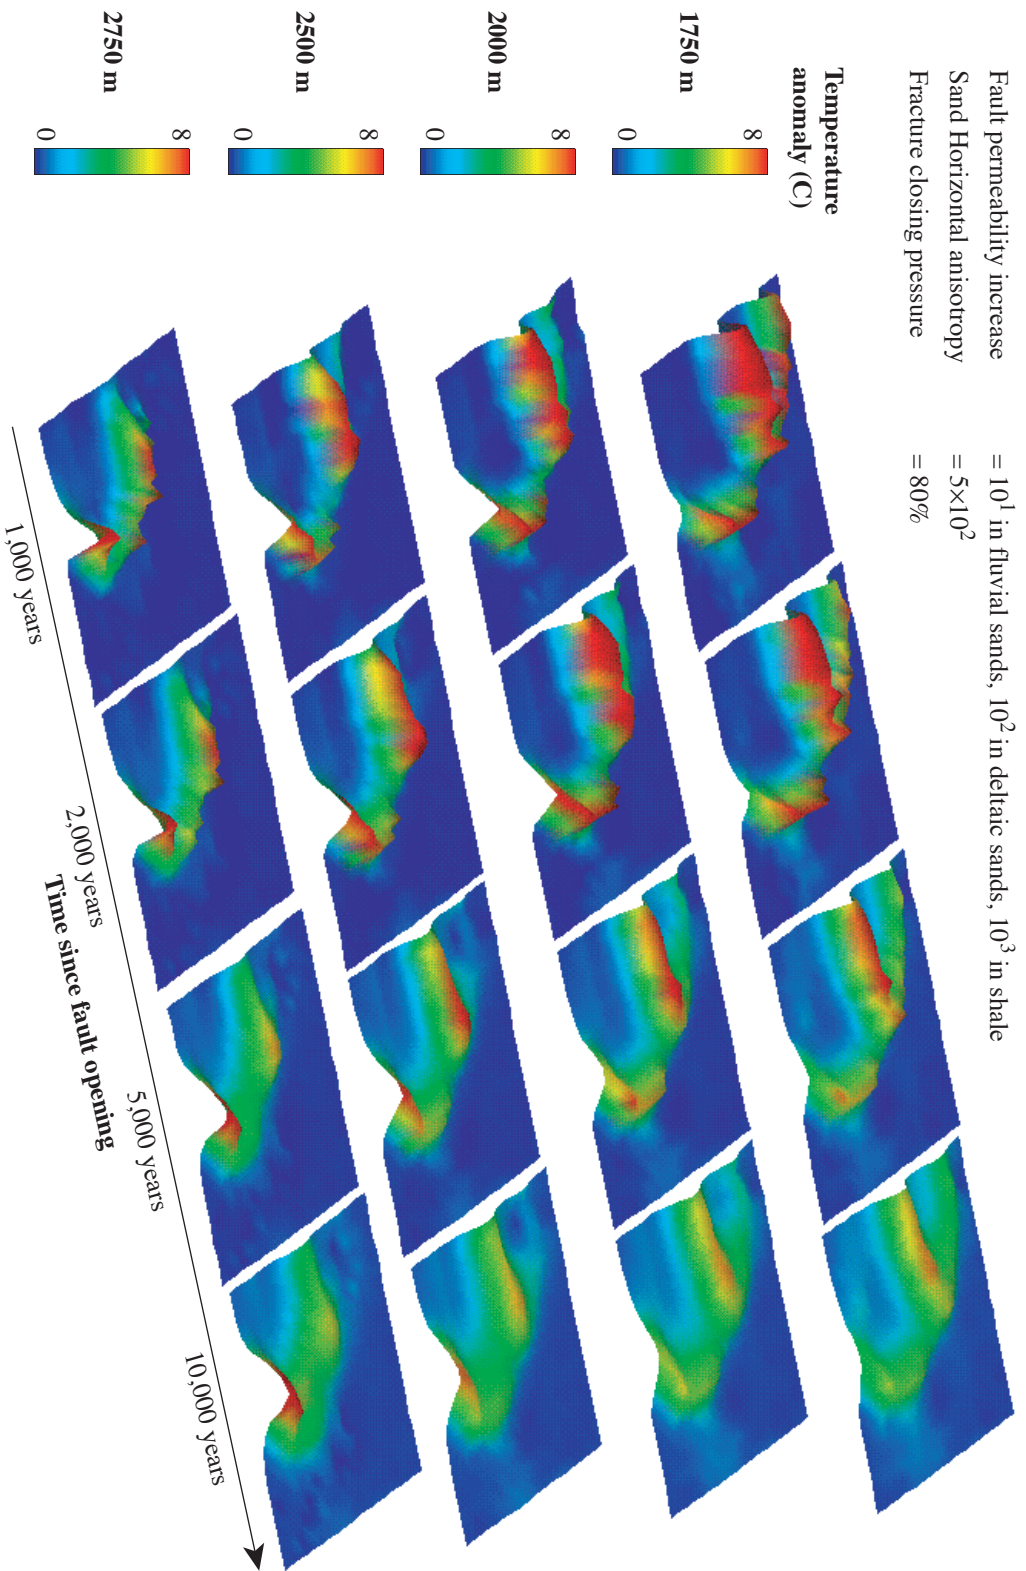 Fault permeability increase = 10¹ in fluvial sands, 10² in deltaic sands, 10³ in shale
Sand Horizontal anisotropy = 5×10²
Fracture closing pressure = 80%
Temperature
anomaly (C)
1750 m
0 8
2000 m
0 8
2500 m
0 8
2750 m
0 8
1,000 years
2,000 years
5,000 years
10,000 years
Time since fault opening